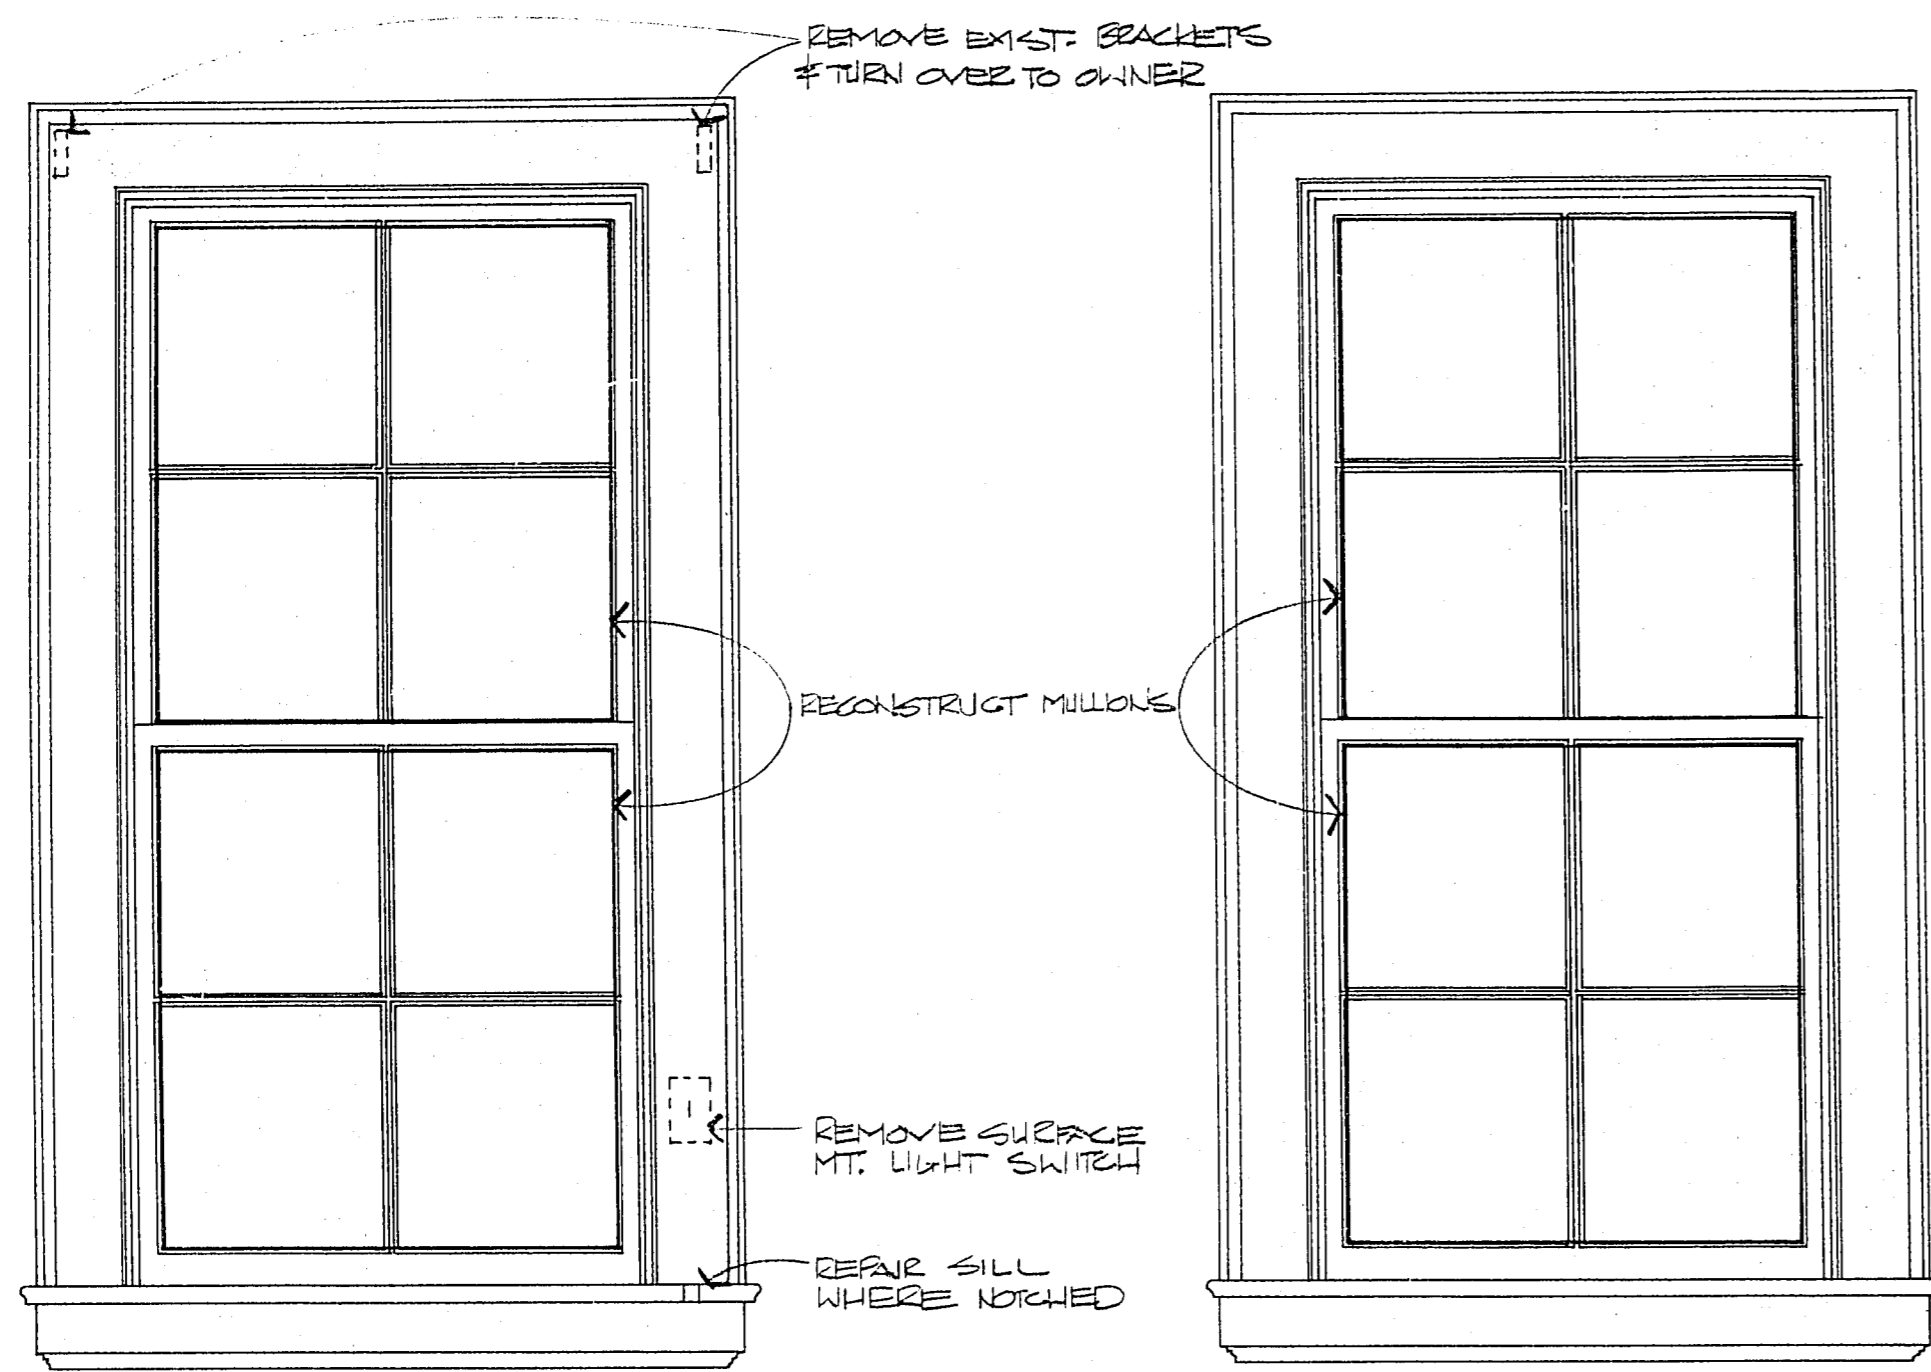 REMOVE EXIST. BRACKETS
& TURN OVER TO OWNER
RECONSTRUCT MULLIONS
REMOVE SURFACE
MT. LIGHT SWITCH
REPAIR SILL
WHERE NOTCHED